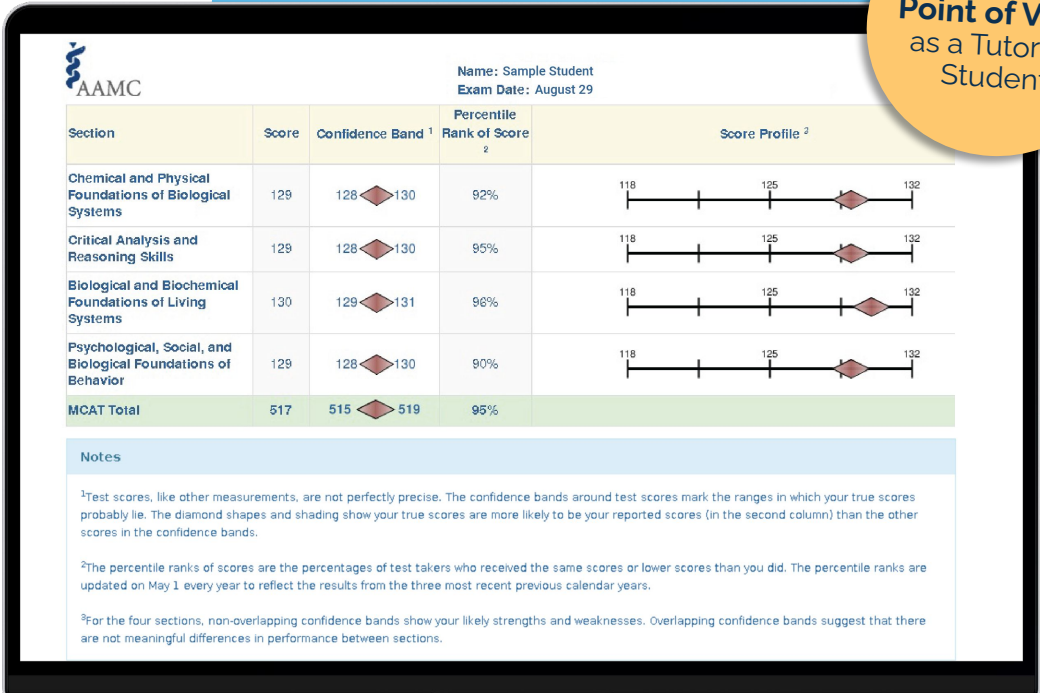 Point of V
as a Tutor
Student
AAMC
Name: Sample Student
Exam Date: August 29
Section
Score
Confidence Band 1
Percentile
Rank of Score
2
Score Profile 3
Chemical and Physical
Foundations of Biological
Systems
129
128 130
92%
118 125 132
Critical Analysis and
Reasoning Skills
129
128 130
95%
118 125 132
Biological and Biochemical
Foundations of Living
Systems
130
129 131
96%
118 125 132
Psychological, Social, and
Biological Foundations of
Behavior
129
128 130
90%
118 125 132
MCAT Total
517
515 519
95%
Notes
1Test scores, like other measurements, are not perfectly precise. The confidence bands around test scores mark the ranges in which your true scores
probably lie. The diamond shapes and shading show your true scores are more likely to be your reported scores (in the second column) than the other
scores in the confidence bands.
2The percentile ranks of scores are the percentages of test takers who received the same scores or lower scores than you did. The percentile ranks are
updated on May 1 every year to reflect the results from the three most recent previous calendar years.
3For the four sections, non-overlapping confidence bands show your likely strengths and weaknesses. Overlapping confidence bands suggest that there
are not meaningful differences in performance between sections.